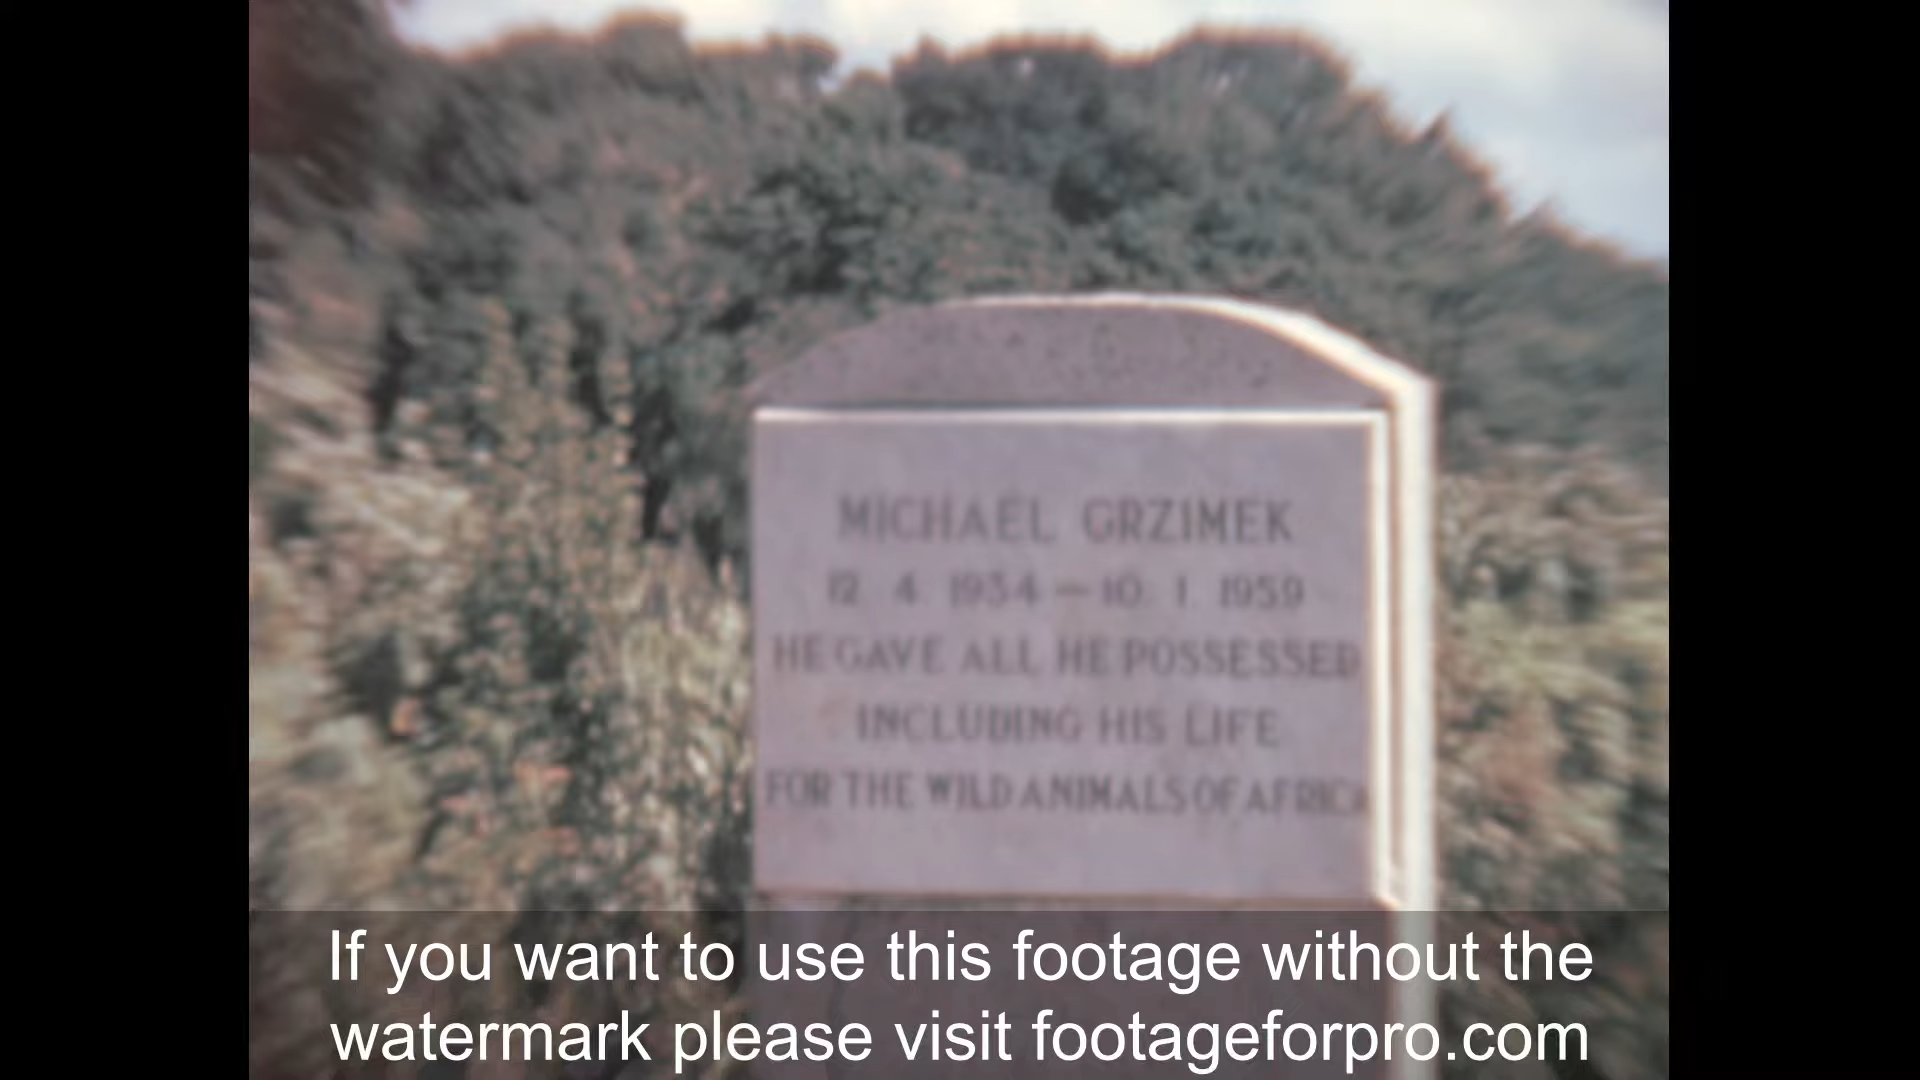 MICHAEL GRZIMEK
12. 4. 1934 — 10. 1. 1959
HE GAVE ALL HE POSSESSED
INCLUDING HIS LIFE
FOR THE WILD ANIMALS OF AFRICA
If you want to use this footage without the
watermark please visit footageforpro.com